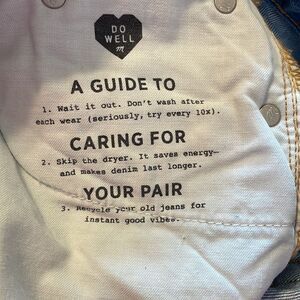 DO
WELL
m
A GUIDE TO
1. Wait it out. Don't wash after
each wear (seriously, try every 10x).
CARING FOR
2. Skip the dryer. It saves energy—
and makes denim last longer.
YOUR PAIR
3. Recycle your old jeans for
instant good vibes.